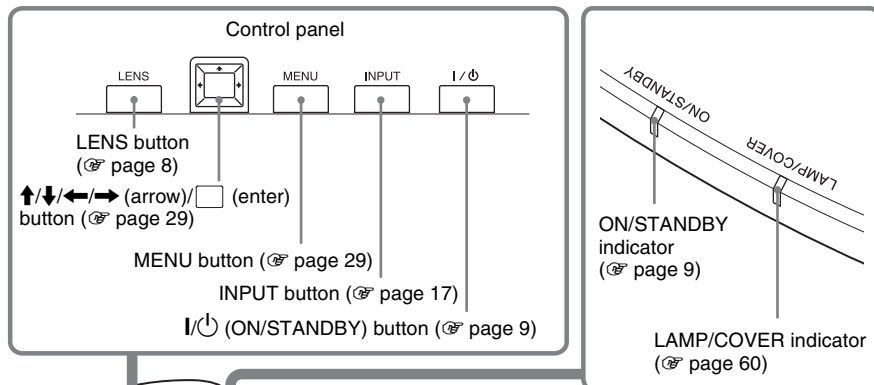 Control panel
LENS MENU INPUT I/⏻
LENS button
(☞ page 8)
↑/↓/←/→ (arrow)/□ (enter)
button (☞ page 29)
MENU button (☞ page 29)
INPUT button (☞ page 17)
I/⏻ (ON/STANDBY) button (☞ page 9)
ON/STANDBY
LAMP/COVER
ON/STANDBY
indicator
(☞ page 9)
LAMP/COVER indicator
(☞ page 60)